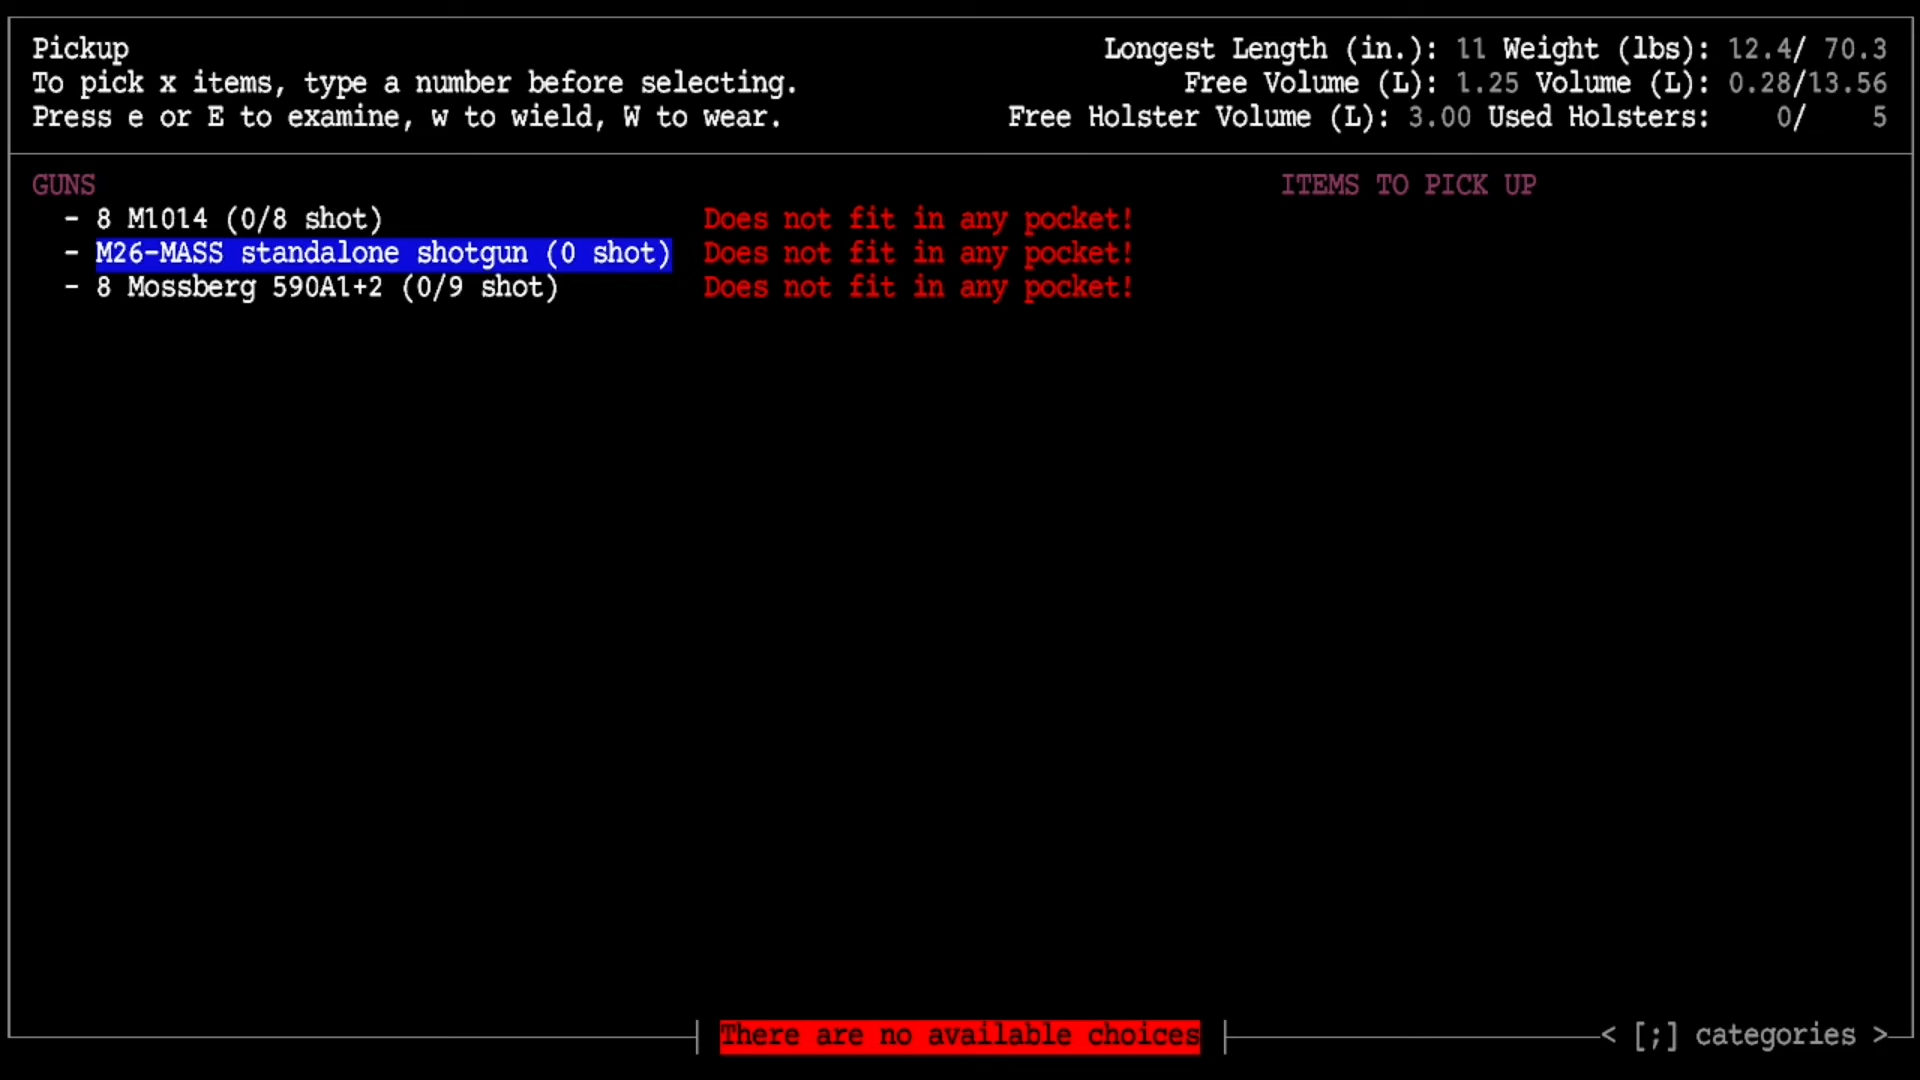 Pickup
Longest Length (in.): 11 Weight (lbs): 12.4/ 70.3
To pick x items, type a number before selecting.
Free Volume (L): 1.25 Volume (L): 0.28/13.56
Press e or E to examine, w to wield, W to wear.
Free Holster Volume (L): 3.00 Used Holsters: 0/ 5
GUNS
ITEMS TO PICK UP
- 8 M1014 (0/8 shot) Does not fit in any pocket!
- M26-MASS standalone shotgun (0 shot) Does not fit in any pocket!
- 8 Mossberg 590A1+2 (0/9 shot) Does not fit in any pocket!
There are no available choices
< [;] categories >